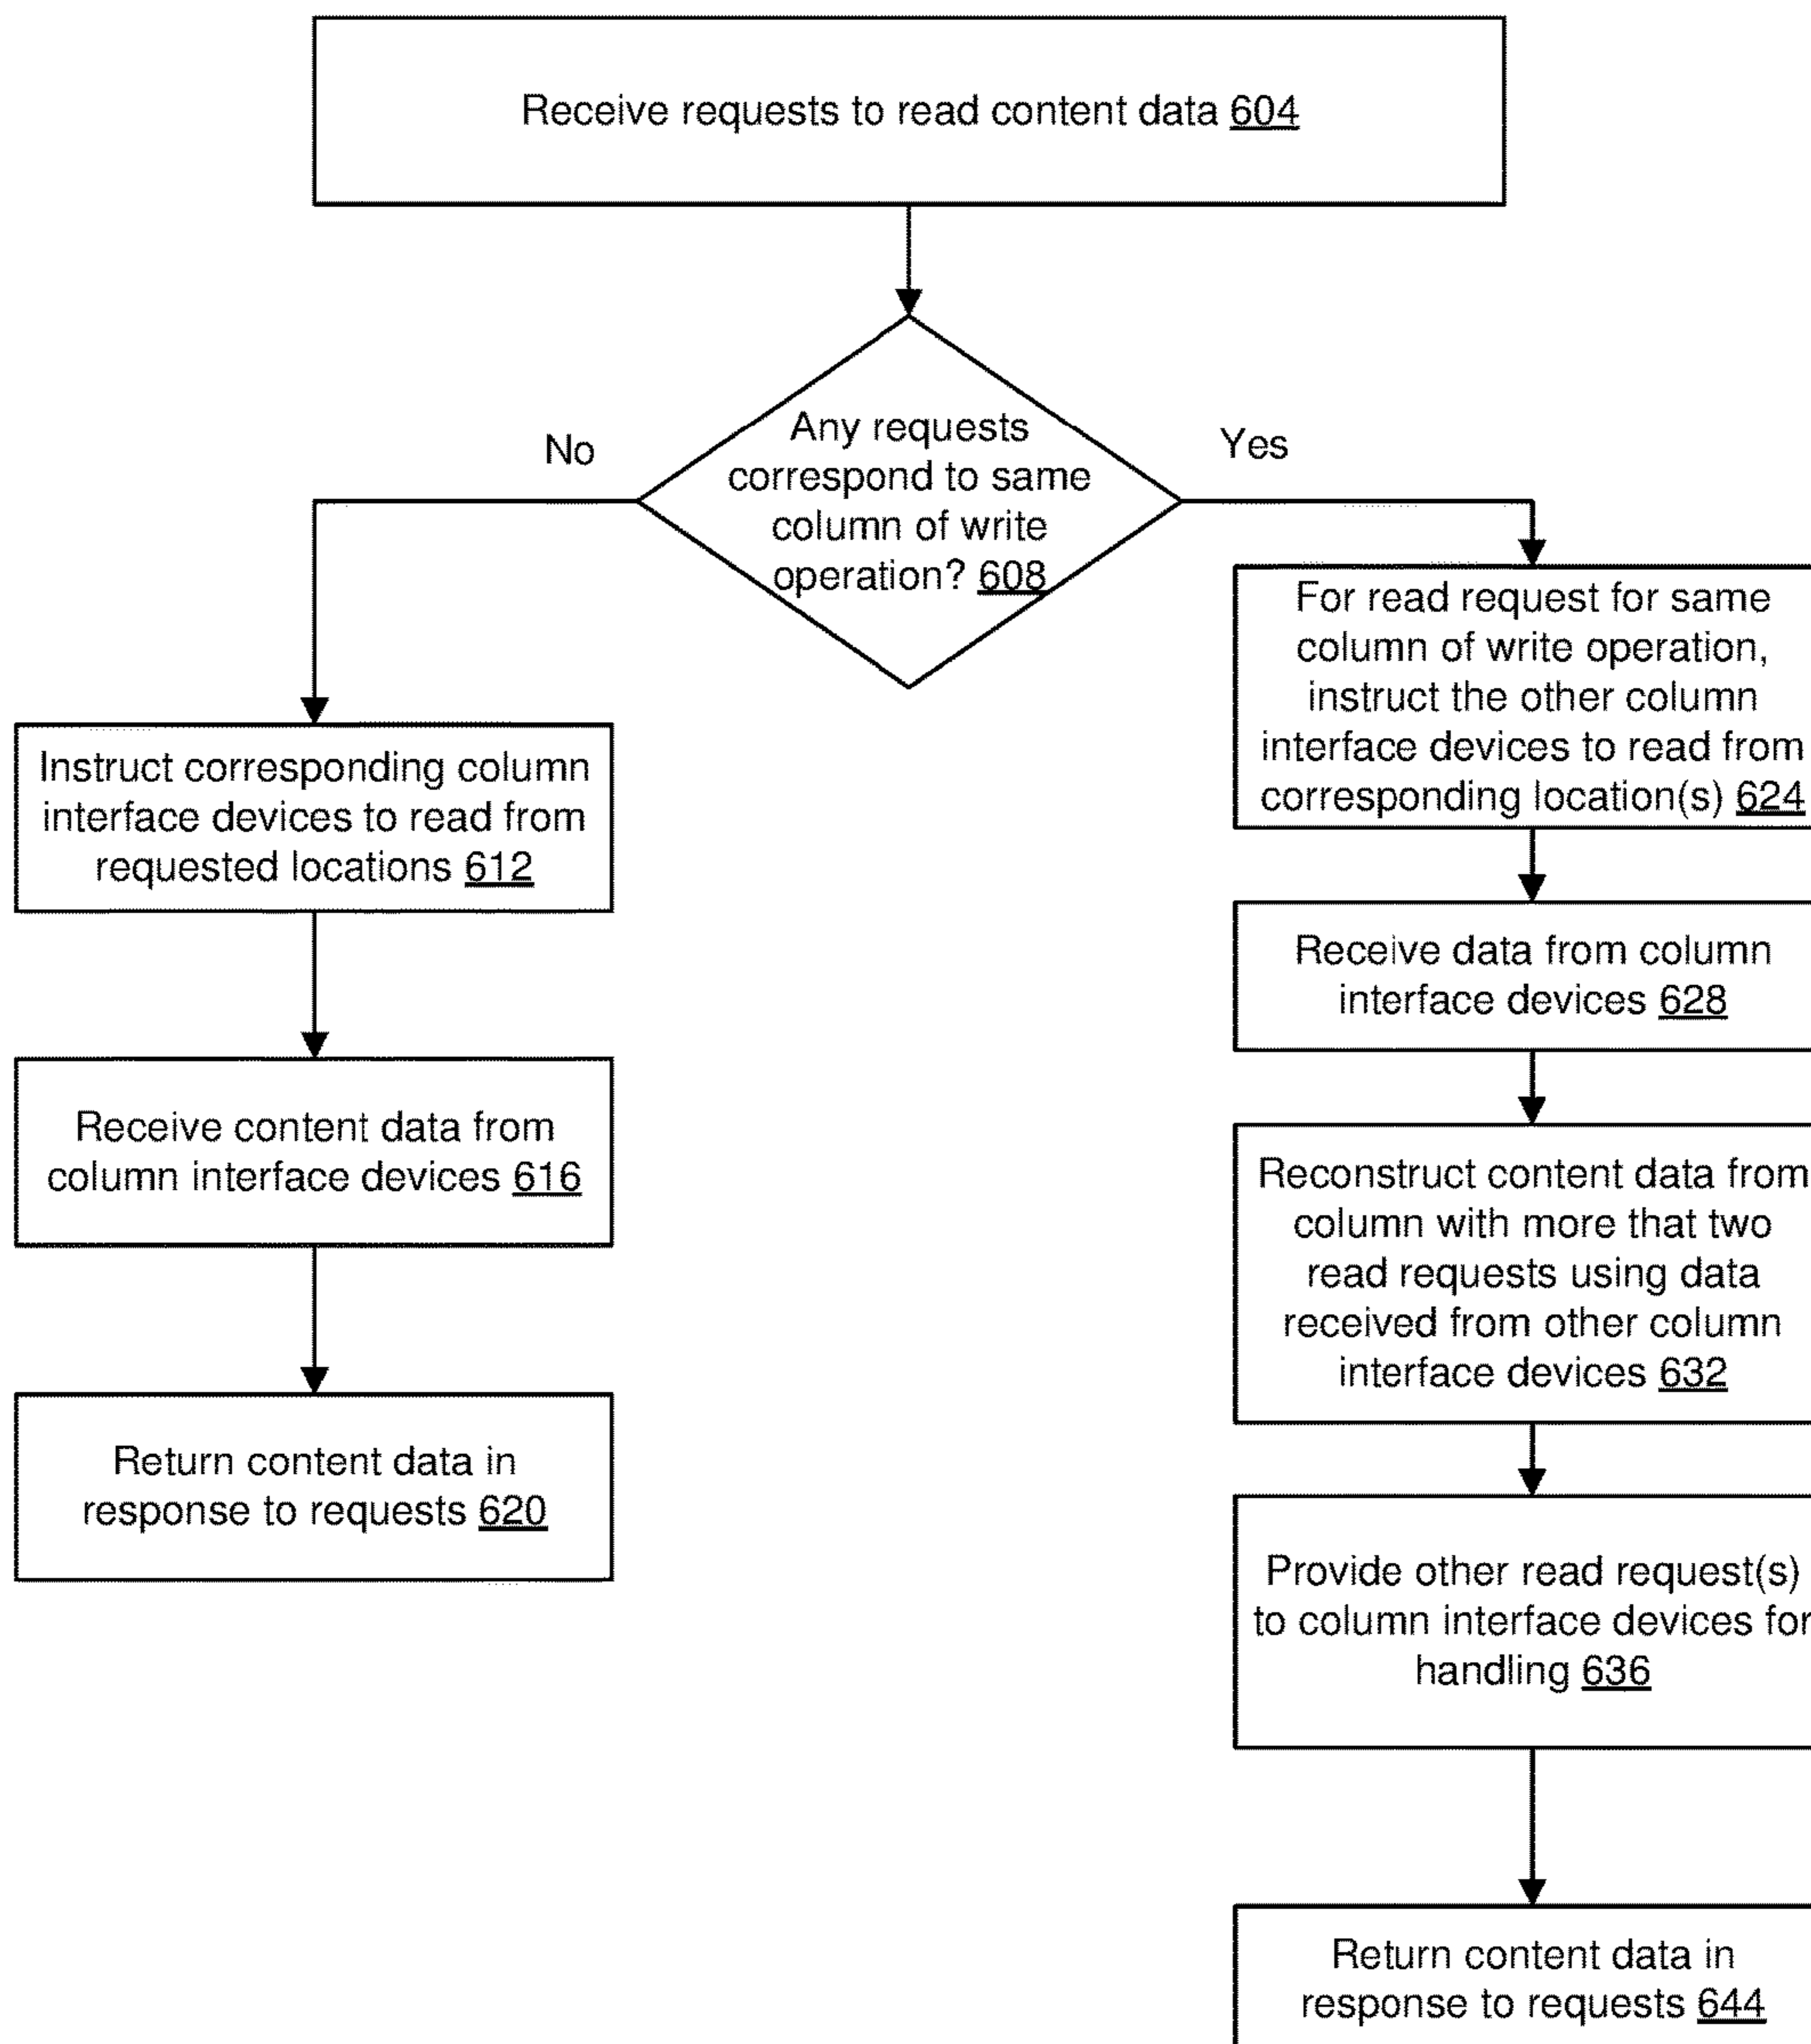 Receive requests to read content data 604
Any requests
correspond to same
column of write
operation? 608
No
Yes
Instruct corresponding column
interface devices to read from
requested locations 612
Receive content data from
column interface devices 616
Return content data in
response to requests 620
For read request for same
column of write operation,
instruct the other column
interface devices to read from
corresponding location(s) 624
Receive data from column
interface devices 628
Reconstruct content data from
column with more that two
read requests using data
received from other column
interface devices 632
Provide other read request(s)
to column interface devices for
handling 636
Return content data in
response to requests 644